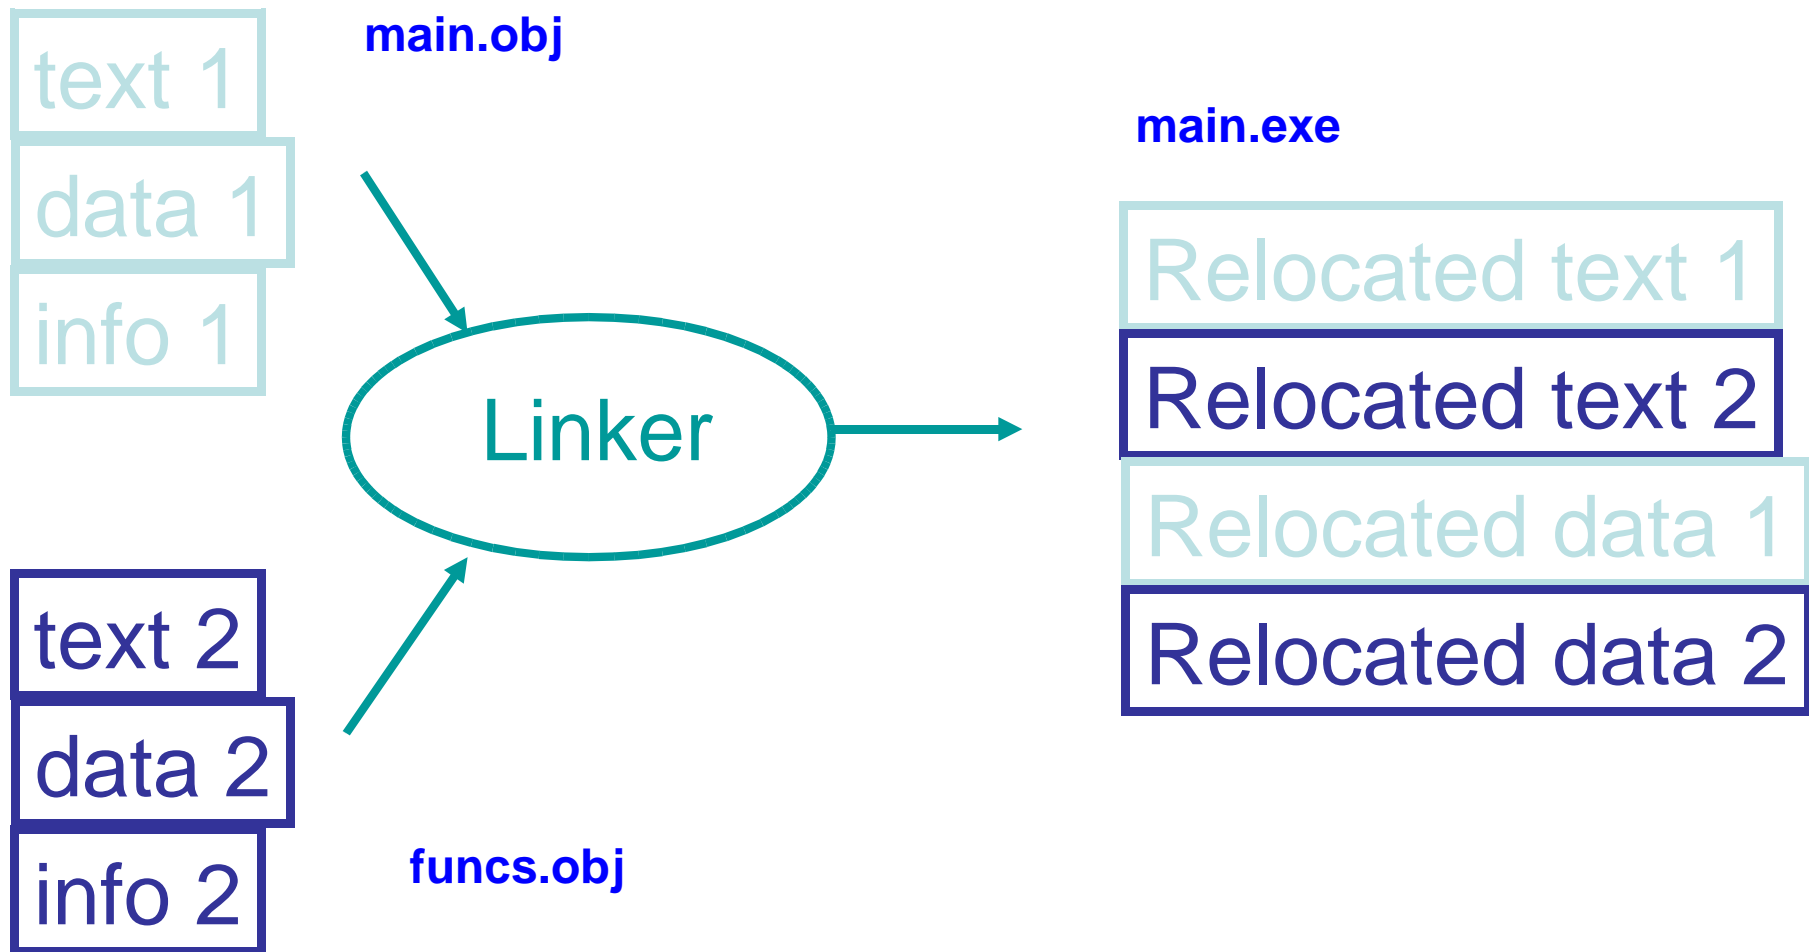 main.obj
text 1
data 1
info 1
Linker
text 2
data 2
info 2
funcs.obj
main.exe
Relocated text 1
Relocated text 2
Relocated data 1
Relocated data 2